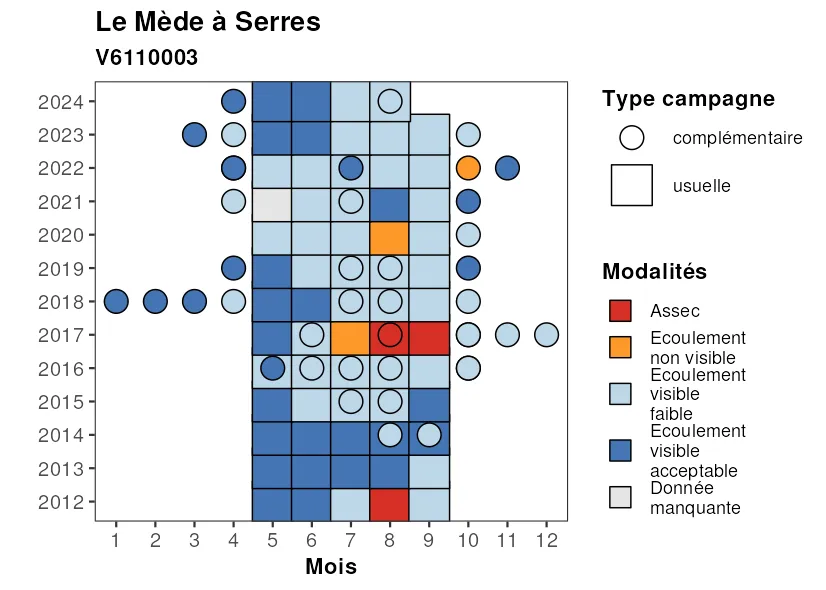 Le Mède à Serres
V6110003
2024
2023
2022
2021
2020
2019
2018
2017
2016
2015
2014
2013
2012
1 2 3 4 5 6 7 8 9 10 11 12
Mois
Type campagne
complémentaire
usuelle
Modalités
Assec
Ecoulement
non visible
Ecoulement
visible
faible
Ecoulement
visible
acceptable
Donnée
manquante